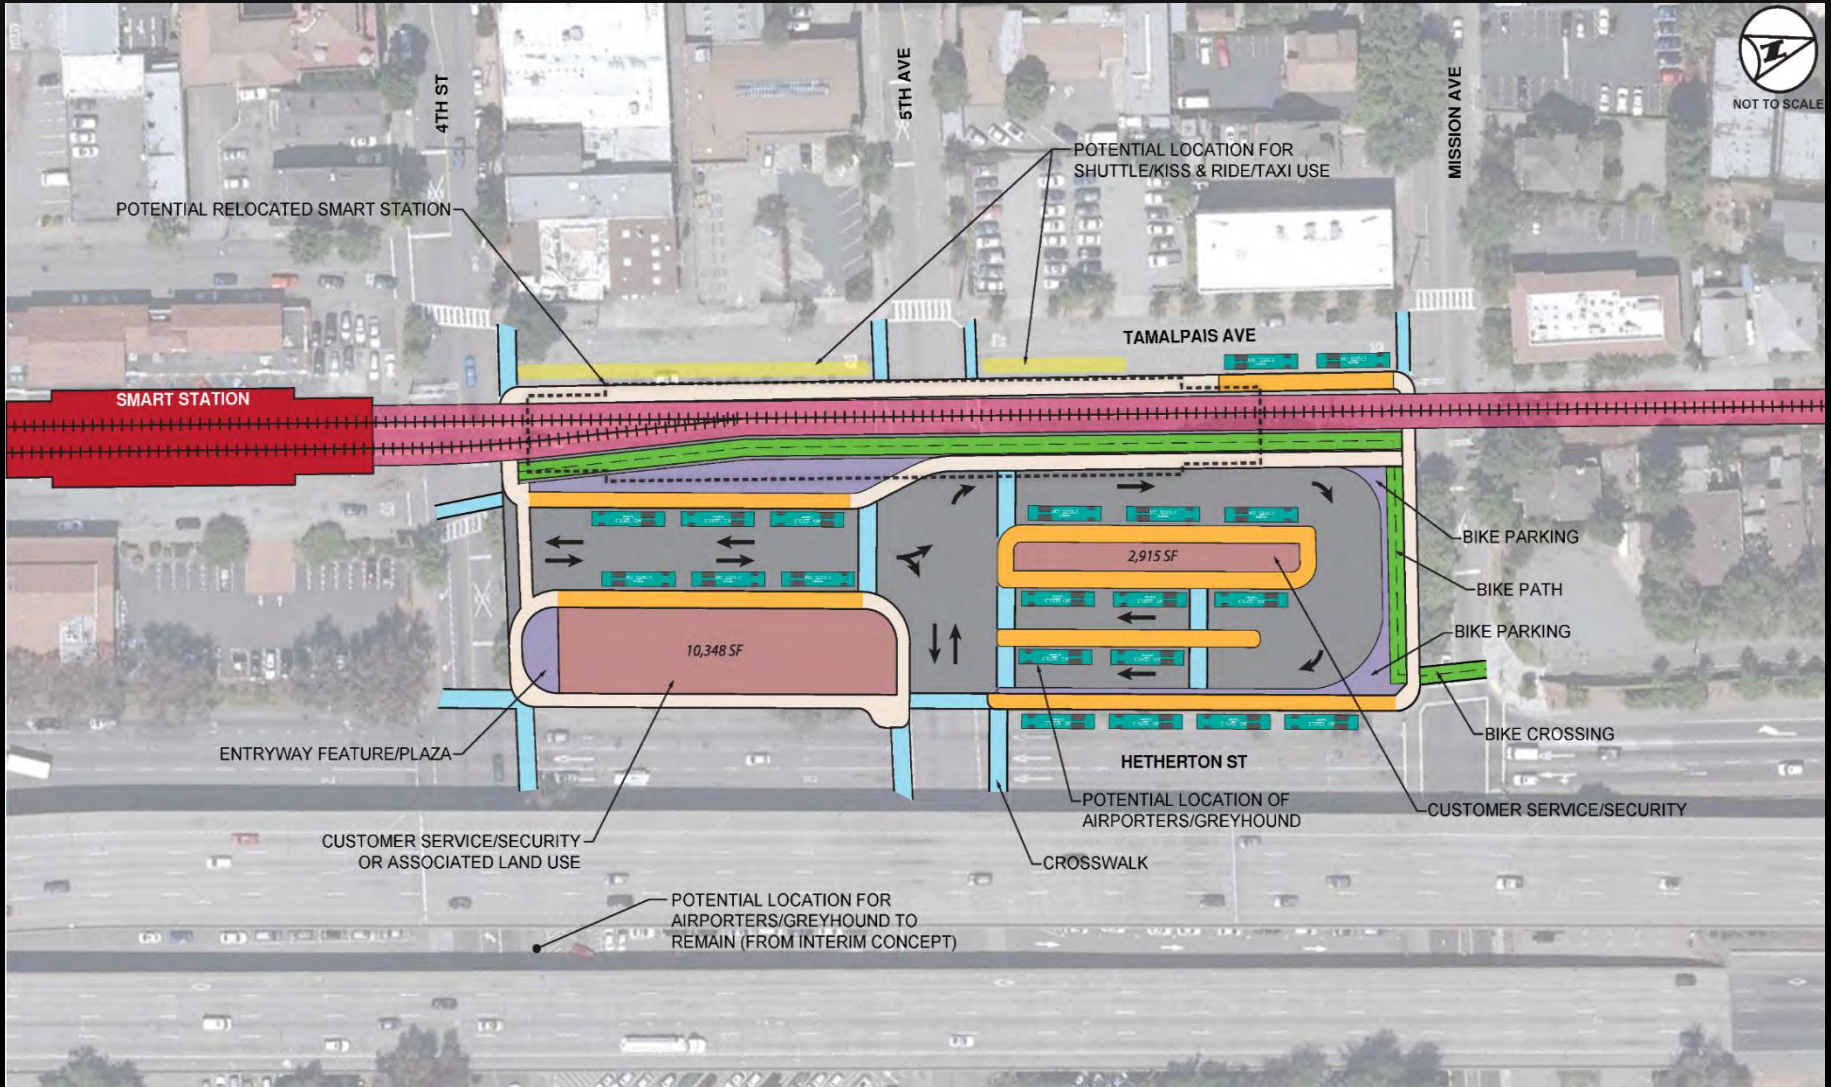 4TH ST
5TH AVE
MISSION AVE
NOT TO SCALE
POTENTIAL LOCATION FOR
SHUTTLE/KISS & RIDE/TAXI USE
POTENTIAL RELOCATED SMART STATION
TAMALPAIS AVE
SMART STATION
BIKE PARKING
2,915 SF
BIKE PATH
BIKE PARKING
10,348 SF
BIKE CROSSING
ENTRYWAY FEATURE/PLAZA
HETHERTON ST
POTENTIAL LOCATION OF
AIRPORTERS/GREYHOUND
CUSTOMER SERVICE/SECURITY
CUSTOMER SERVICE/SECURITY
OR ASSOCIATED LAND USE
CROSSWALK
POTENTIAL LOCATION FOR
AIRPORTERS/GREYHOUND TO
REMAIN (FROM INTERIM CONCEPT)